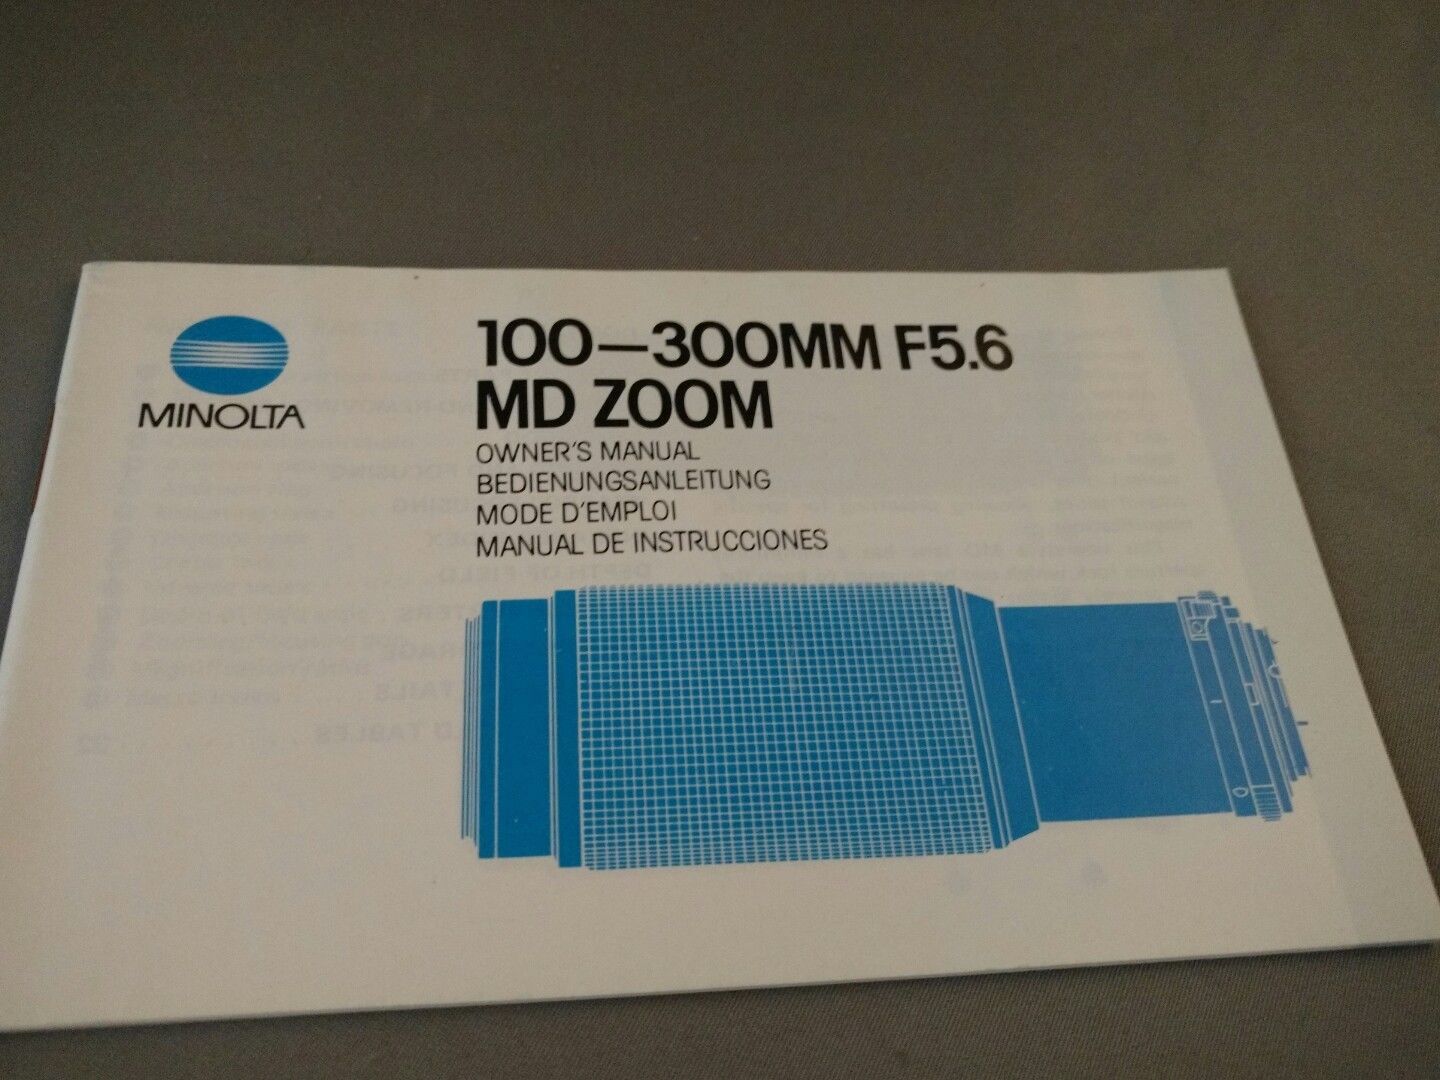 MINOLTA
100—300MM F5.6
MD ZOOM
OWNER'S MANUAL
BEDIENUNGSANLEITUNG
MODE D'EMPLOI
MANUAL DE INSTRUCCIONES